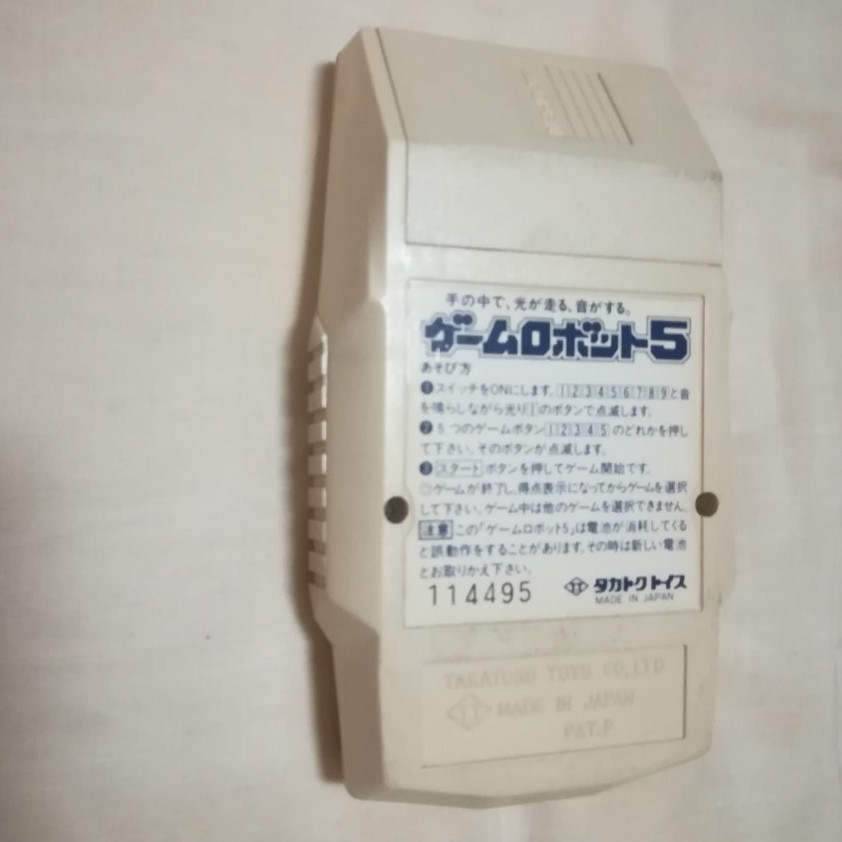 手の中で、光が走る、音がする。
ゲームロボット5
あそび方
❶スイッチをONにします。123456789と音
を鳴らしながら光り1のボタンで点滅します。
❷5つのゲームボタン12345のどれかを押し
て下さい。そのボタンが点滅します。
❸スタートボタンを押してゲーム開始です。
◎ゲームが終了し、得点表示になってからゲームを選択
して下さい。ゲーム中は他のゲームを選択できません。
注意この「ゲームロボット5」は電池が消耗してくる
と誤動作をすることがあります。その時は新しい電池
とお取りかえ下さい。
114495
タカトク トイス
MADE IN JAPAN
TAKATOKU TOYS CO,LTD
TT MADE IN JAPAN
PAT.P